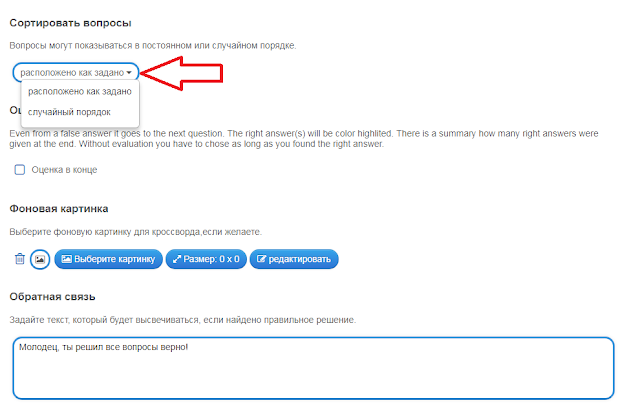 Сортировать вопросы
Вопросы могут показываться в постоянном или случайном порядке.
расположено как задано
расположено как задано
случайный порядок
Even from a false answer it goes to the next question. The right answer(s) will be color highlited. There is a summary how many right answers were
given at the end. Without evaluation you have to chose as long as you found the right answer.
Оценка в конце
Фоновая картинка
Выберите фоновую картинку для кроссворда,если желаете.
Выберите картинку Размер: 0 x 0 редактировать
Обратная связь
Задайте текст, который будет высвечиваться, если найдено правильное решение.
Молодец, ты решил все вопросы верно!